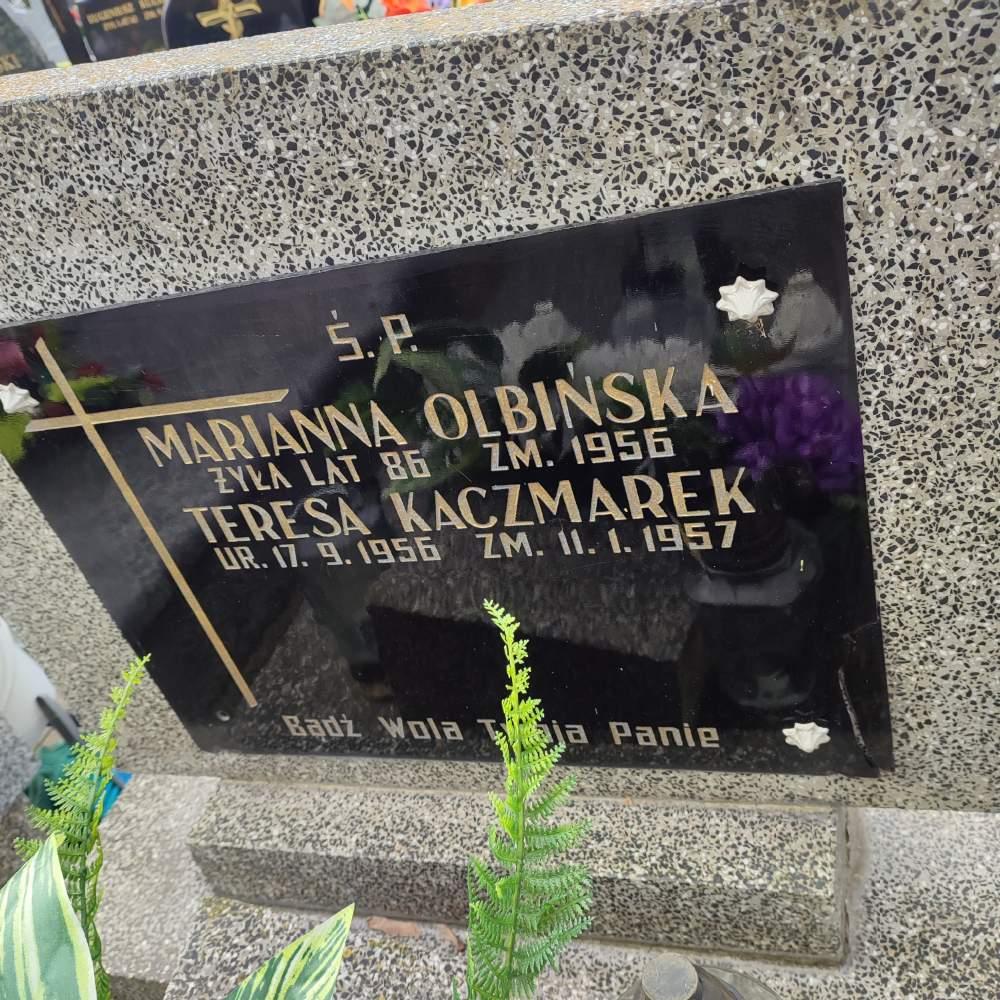 Ś. P.
MARIANNA OLBIŃSKA
ŻYŁA LAT 86 ZM. 1956
TERESA KACZMAREK
UR. 17. 9. 1956 ZM. 11. 1. 1957
Bądż Wola Twoja Panie